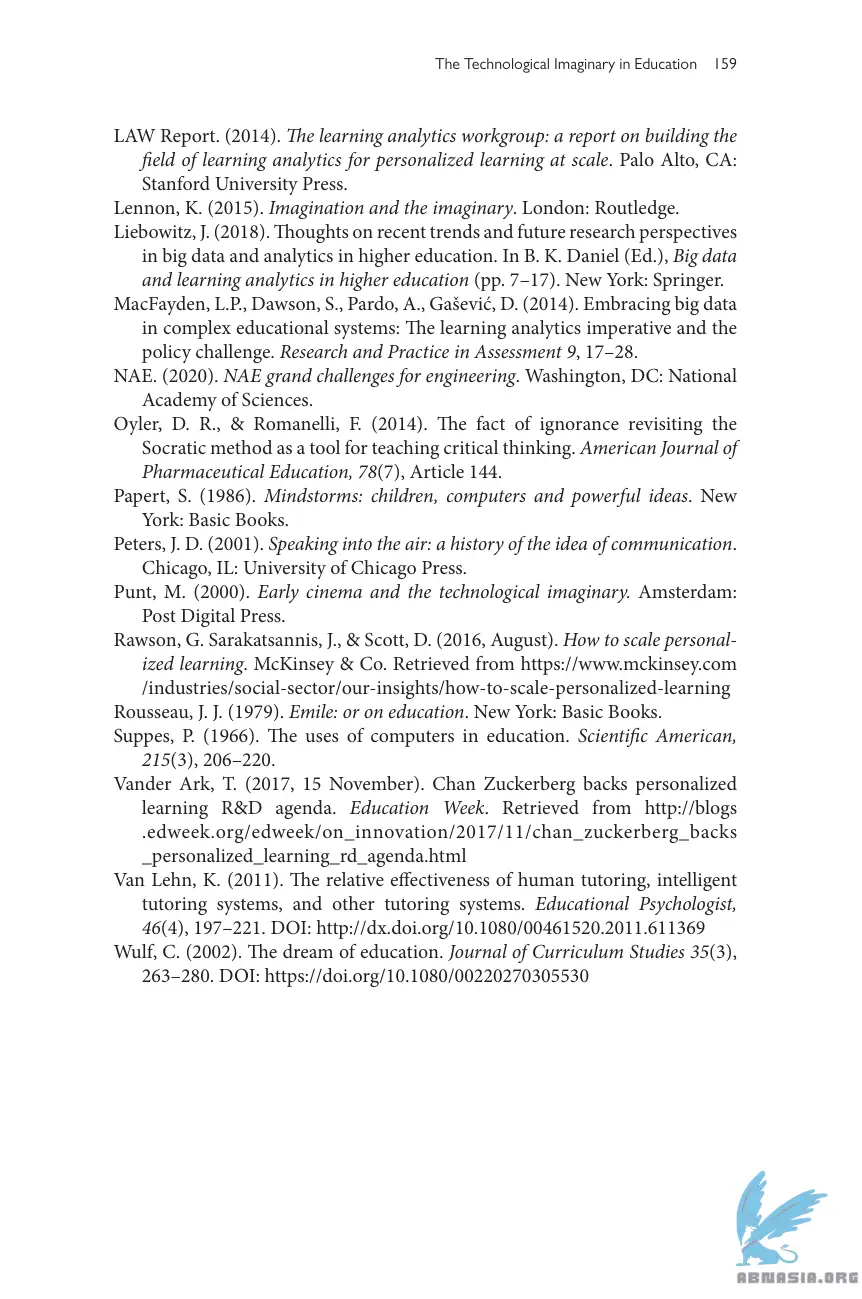 The Technological Imaginary in Education 159
LAW Report. (2014). The learning analytics workgroup: a report on building the
field of learning analytics for personalized learning at scale. Palo Alto, CA:
Stanford University Press.
Lennon, K. (2015). Imagination and the imaginary. London: Routledge.
Liebowitz, J. (2018). Thoughts on recent trends and future research perspectives
in big data and analytics in higher education. In B. K. Daniel (Ed.), Big data
and learning analytics in higher education (pp. 7–17). New York: Springer.
MacFayden, L.P., Dawson, S., Pardo, A., Gašević, D. (2014). Embracing big data
in complex educational systems: The learning analytics imperative and the
policy challenge. Research and Practice in Assessment 9, 17–28.
NAE. (2020). NAE grand challenges for engineering. Washington, DC: National
Academy of Sciences.
Oyler, D. R., & Romanelli, F. (2014). The fact of ignorance revisiting the
Socratic method as a tool for teaching critical thinking. American Journal of
Pharmaceutical Education, 78(7), Article 144.
Papert, S. (1986). Mindstorms: children, computers and powerful ideas. New
York: Basic Books.
Peters, J. D. (2001). Speaking into the air: a history of the idea of communication.
Chicago, IL: University of Chicago Press.
Punt, M. (2000). Early cinema and the technological imaginary. Amsterdam:
Post Digital Press.
Rawson, G. Sarakatsannis, J., & Scott, D. (2016, August). How to scale personal-
ized learning. McKinsey & Co. Retrieved from https://www.mckinsey.com
/industries/social-sector/our-insights/how-to-scale-personalized-learning
Rousseau, J. J. (1979). Emile: or on education. New York: Basic Books.
Suppes, P. (1966). The uses of computers in education. Scientific American,
215(3), 206–220.
Vander Ark, T. (2017, 15 November). Chan Zuckerberg backs personalized
learning R&D agenda. Education Week. Retrieved from http://blogs
.edweek.org/edweek/on_innovation/2017/11/chan_zuckerberg_backs
_personalized_learning_rd_agenda.html
Van Lehn, K. (2011). The relative effectiveness of human tutoring, intelligent
tutoring systems, and other tutoring systems. Educational Psychologist,
46(4), 197–221. DOI: http://dx.doi.org/10.1080/00461520.2011.611369
Wulf, C. (2002). The dream of education. Journal of Curriculum Studies 35(3),
263–280. DOI: https://doi.org/10.1080/00220270305530
ABNASIA.ORG